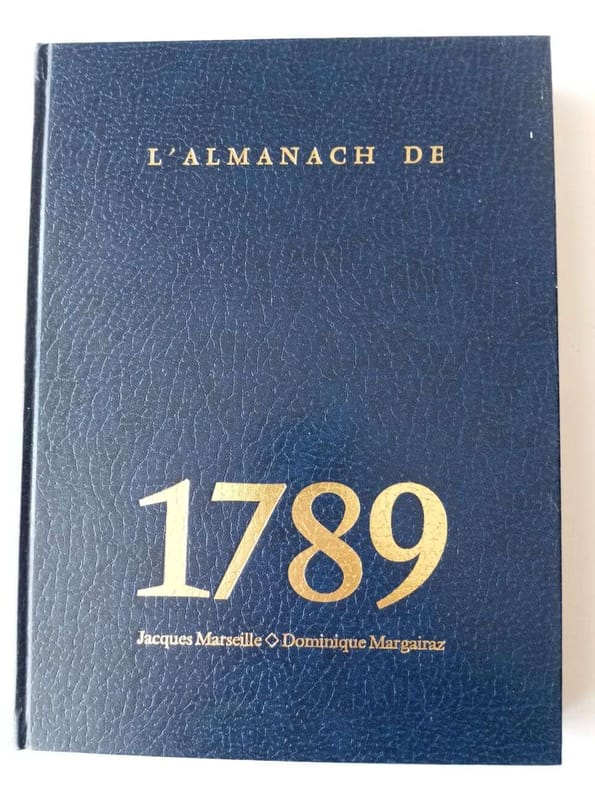 L'ALMANACH DE
1789
Jacques Marseille ◇ Dominique Margairaz